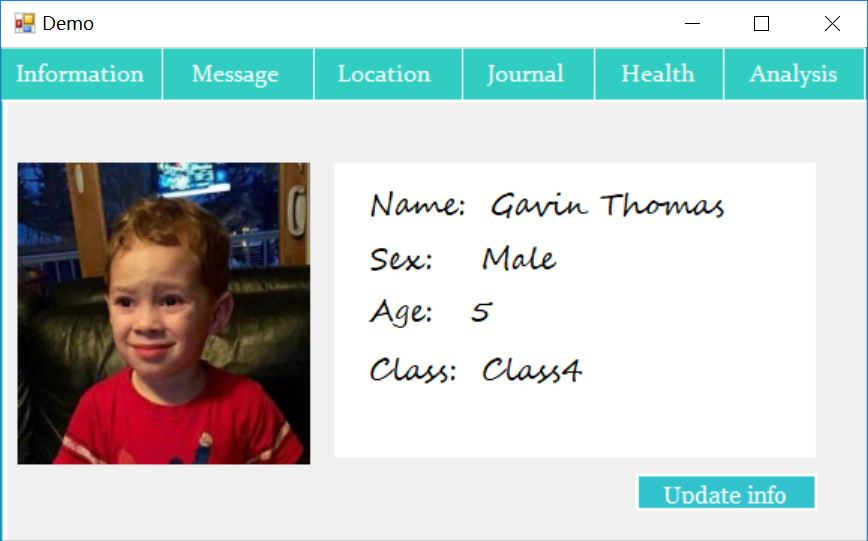 Demo
Information Message Location Journal Health Analysis
Name: Gavin Thomas
Sex: Male
Age: 5
Class: Class4
Update info